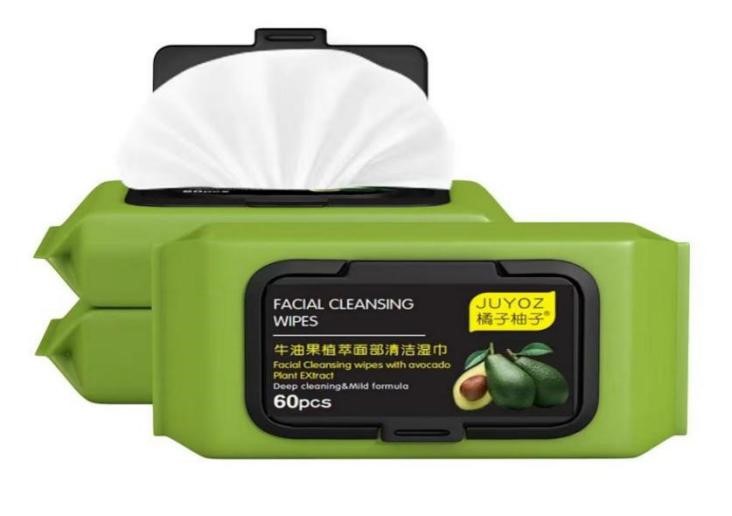 60pcs
FACIAL CLEANSING
WIPES
JUYOZ
橘子柚子®
牛油果植萃面部清洁湿巾
Facial Cleansing wipes with avocado
Plant EXtract
Deep cleaning&Mild formula
60pcs